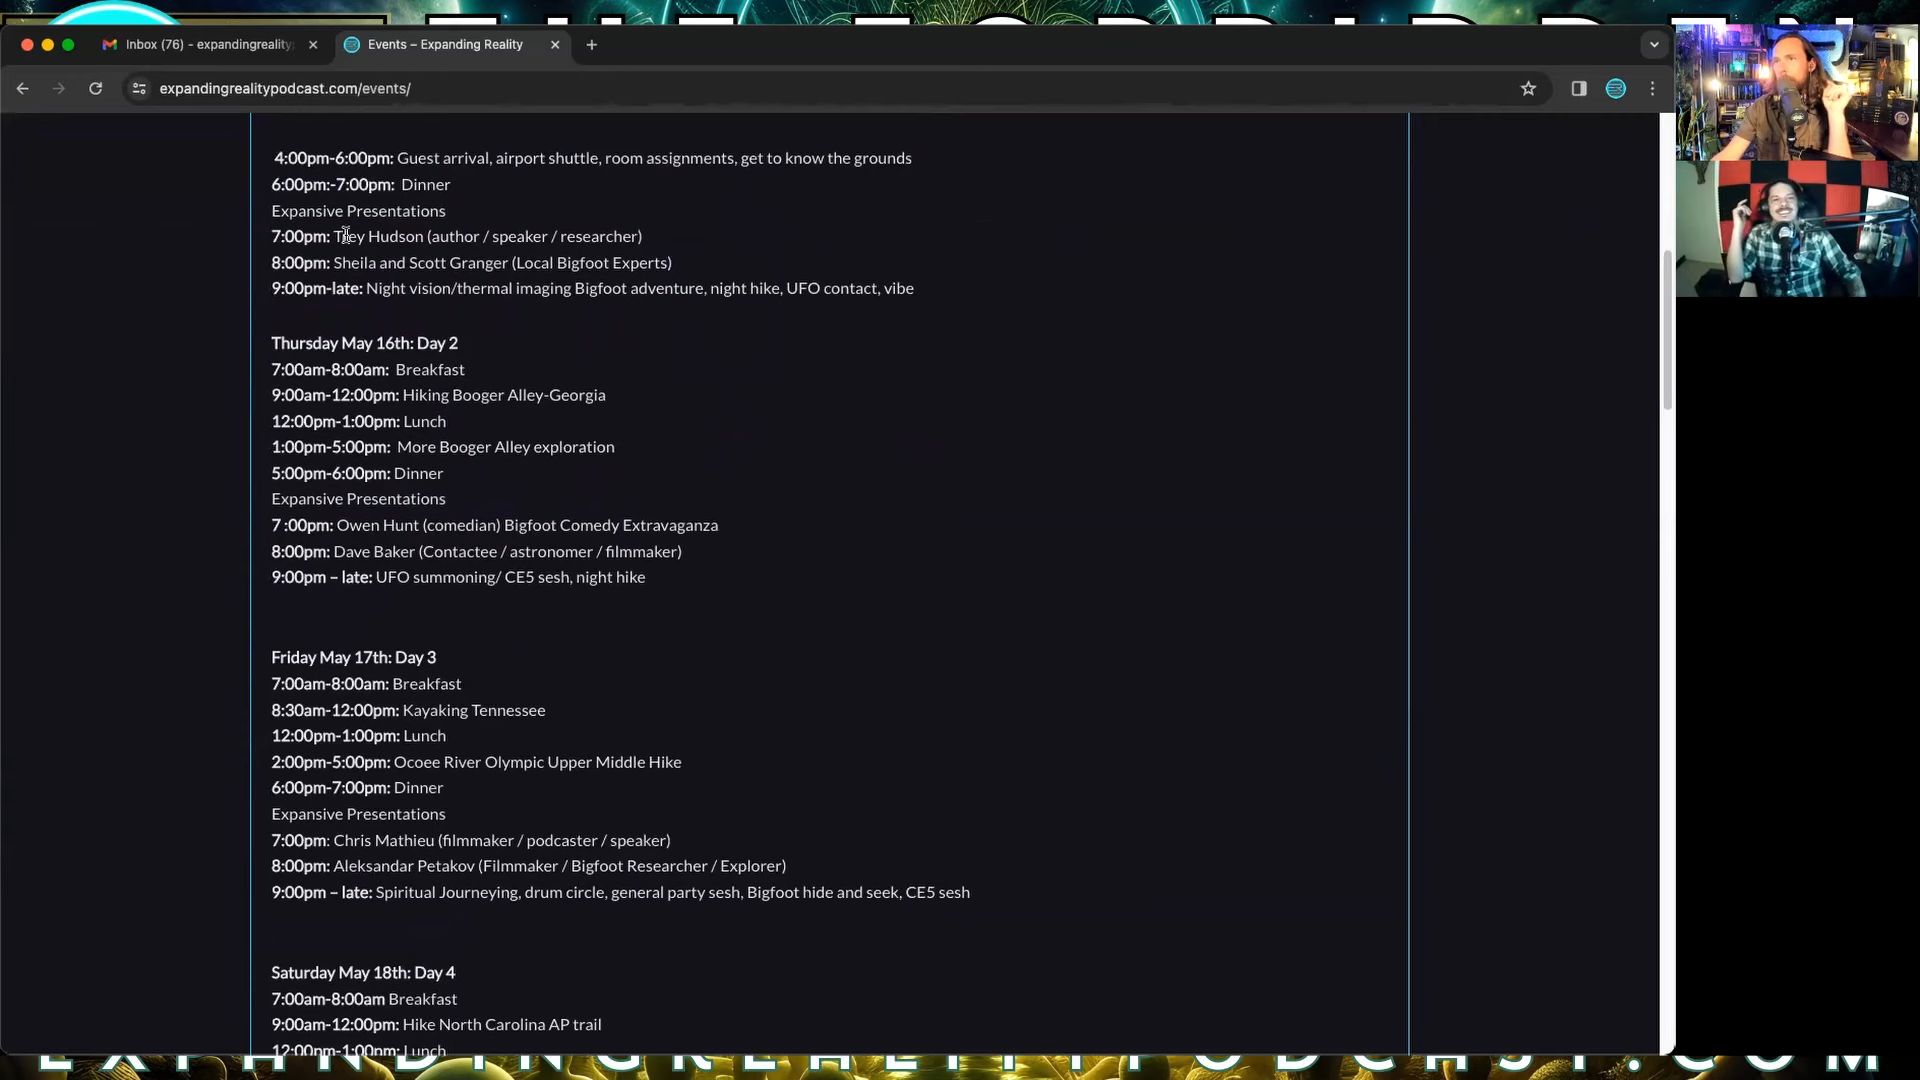 Inbox (76) - expandingreality
Events – Expanding Reality
expandingrealitypodcast.com/events/
4:00pm-6:00pm: Guest arrival, airport shuttle, room assignments, get to know the grounds
6:00pm:-7:00pm: Dinner
Expansive Presentations
7:00pm: Trey Hudson (author / speaker / researcher)
8:00pm: Sheila and Scott Granger (Local Bigfoot Experts)
9:00pm-late: Night vision/thermal imaging Bigfoot adventure, night hike, UFO contact, vibe
Thursday May 16th: Day 2
7:00am-8:00am: Breakfast
9:00am-12:00pm: Hiking Booger Alley-Georgia
12:00pm-1:00pm: Lunch
1:00pm-5:00pm: More Booger Alley exploration
5:00pm-6:00pm: Dinner
Expansive Presentations
7 :00pm: Owen Hunt (comedian) Bigfoot Comedy Extravaganza
8:00pm: Dave Baker (Contactee / astronomer / filmmaker)
9:00pm – late: UFO summoning/ CE5 sesh, night hike
Friday May 17th: Day 3
7:00am-8:00am: Breakfast
8:30am-12:00pm: Kayaking Tennessee
12:00pm-1:00pm: Lunch
2:00pm-5:00pm: Ocoee River Olympic Upper Middle Hike
6:00pm-7:00pm: Dinner
Expansive Presentations
7:00pm: Chris Mathieu (filmmaker / podcaster / speaker)
8:00pm: Aleksandar Petakov (Filmmaker / Bigfoot Researcher / Explorer)
9:00pm – late: Spiritual Journeying, drum circle, general party sesh, Bigfoot hide and seek, CE5 sesh
Saturday May 18th: Day 4
7:00am-8:00am Breakfast
9:00am-12:00pm: Hike North Carolina AP trail
12:00pm-1:00pm: Lunch
EXPANDINGREALITYPODCAST.COM